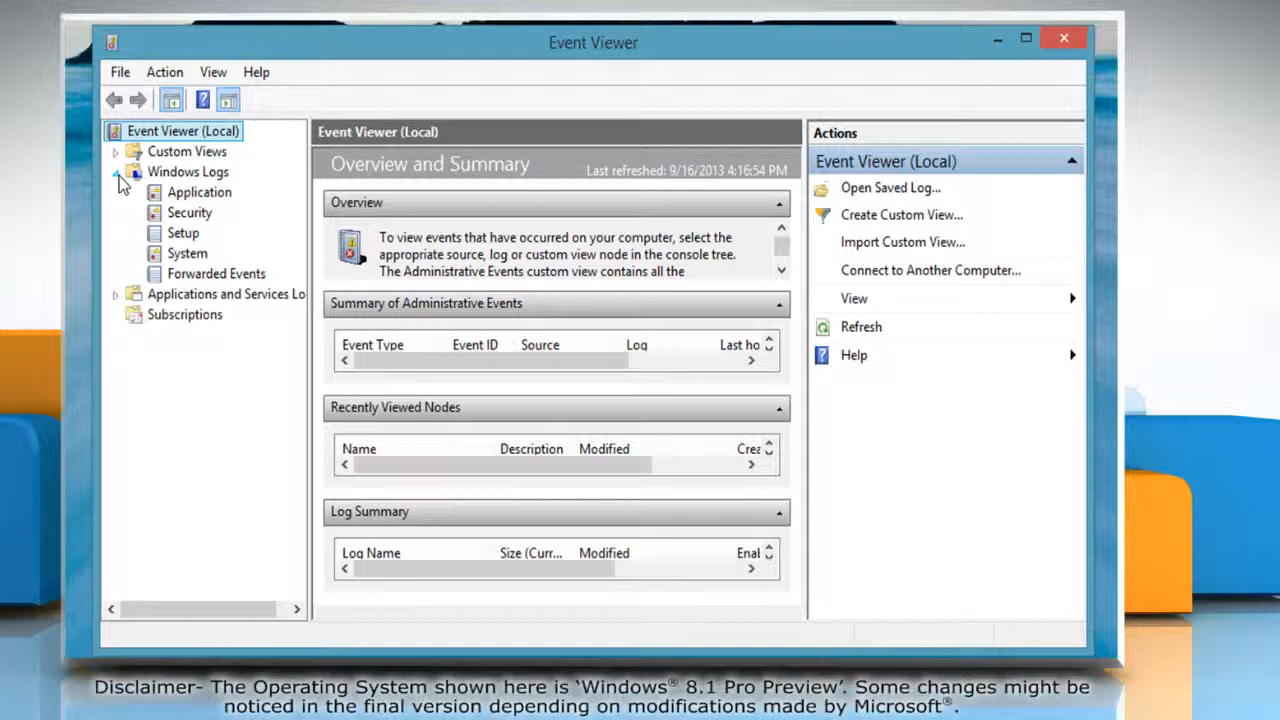 Event Viewer
File Action View Help
Event Viewer (Local)
Custom Views
Windows Logs
Application
Security
Setup
System
Forwarded Events
Applications and Services Lo
Subscriptions
Event Viewer (Local)
Overview and Summary Last refreshed: 9/16/2013 4:16:54 PM
Overview
To view events that have occurred on your computer, select the
appropriate source, log or custom view node in the console tree.
The Administrative Events custom view contains all the
Summary of Administrative Events
Event Type Event ID Source Log Last ho
Recently Viewed Nodes
Name Description Modified Crea
Log Summary
Log Name Size (Curr... Modified Enal
Actions
Event Viewer (Local)
Open Saved Log...
Create Custom View...
Import Custom View...
Connect to Another Computer...
View
Refresh
Help
Disclaimer- The Operating System shown here is ‘Windows® 8.1 Pro Preview’. Some changes might be
noticed in the final version depending on modifications made by Microsoft®.